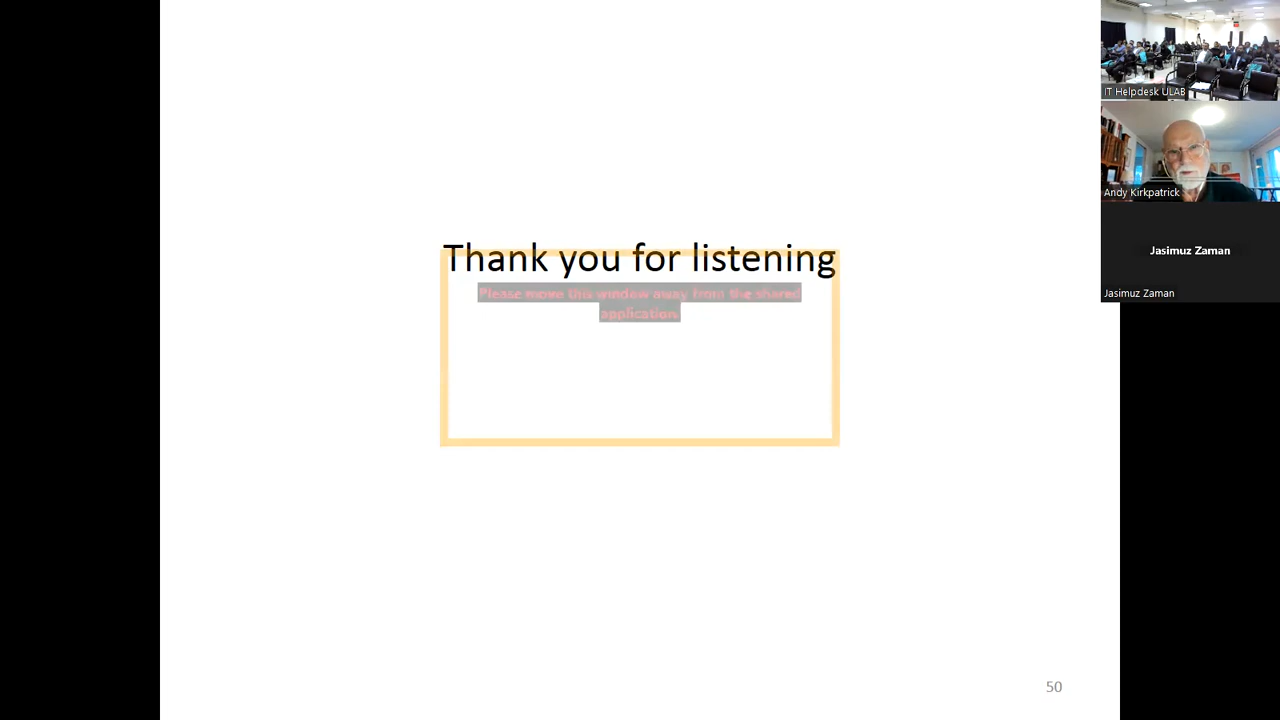 IT Helpdesk ULAB
Andy Kirkpatrick
Jasimuz Zaman
Jasimuz Zaman
Thank you for listening
Please move this window away from the shared
application.
50